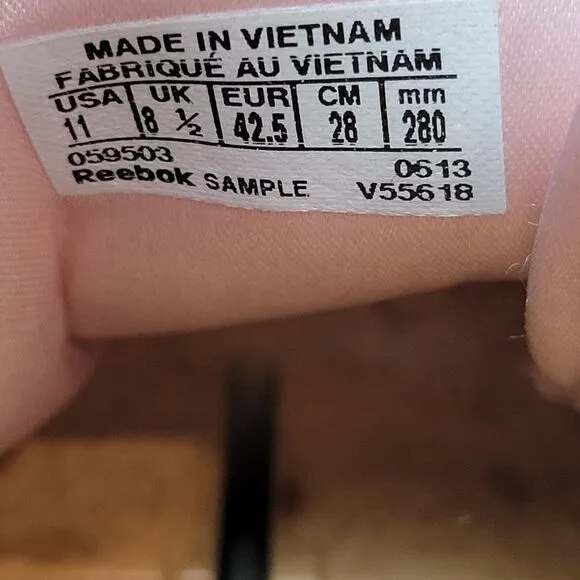 MADE IN VIETNAM
FABRIQUÉ AU VIETNAM
USA UK EUR CM mm
11 8 ½ 42.5 28 280
059503 0613
Reebok SAMPLE V55618